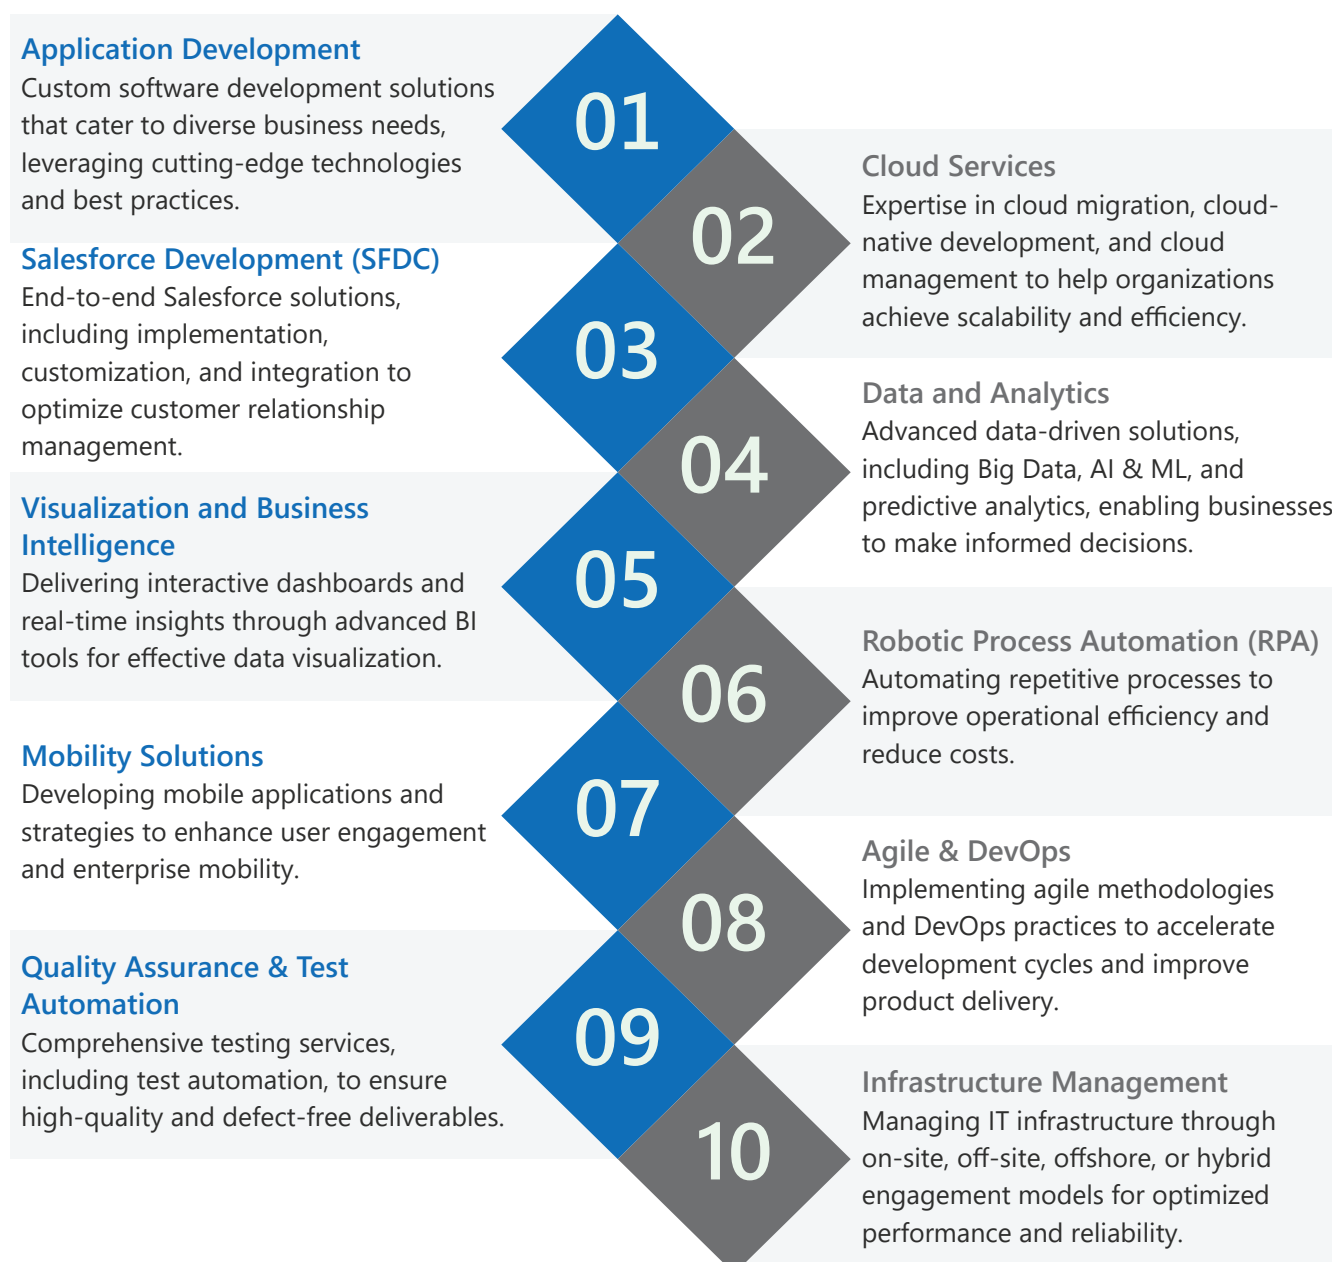 Application Development
Custom software development solutions
that cater to diverse business needs,
leveraging cutting-edge technologies
and best practices.
01
Cloud Services
Expertise in cloud migration, cloud-
native development, and cloud
management to help organizations
achieve scalability and efficiency.
02
Salesforce Development (SFDC)
End-to-end Salesforce solutions,
including implementation,
customization, and integration to
optimize customer relationship
management.
03
Data and Analytics
Advanced data-driven solutions,
including Big Data, AI & ML, and
predictive analytics, enabling businesses
to make informed decisions.
04
Visualization and Business
Intelligence
Delivering interactive dashboards and
real-time insights through advanced BI
tools for effective data visualization.
05
Robotic Process Automation (RPA)
Automating repetitive processes to
improve operational efficiency and
reduce costs.
06
Mobility Solutions
Developing mobile applications and
strategies to enhance user engagement
and enterprise mobility.
07
Agile & DevOps
Implementing agile methodologies
and DevOps practices to accelerate
development cycles and improve
product delivery.
08
Quality Assurance & Test
Automation
Comprehensive testing services,
including test automation, to ensure
high-quality and defect-free deliverables.
09
Infrastructure Management
Managing IT infrastructure through
on-site, off-site, offshore, or hybrid
engagement models for optimized
performance and reliability.
10